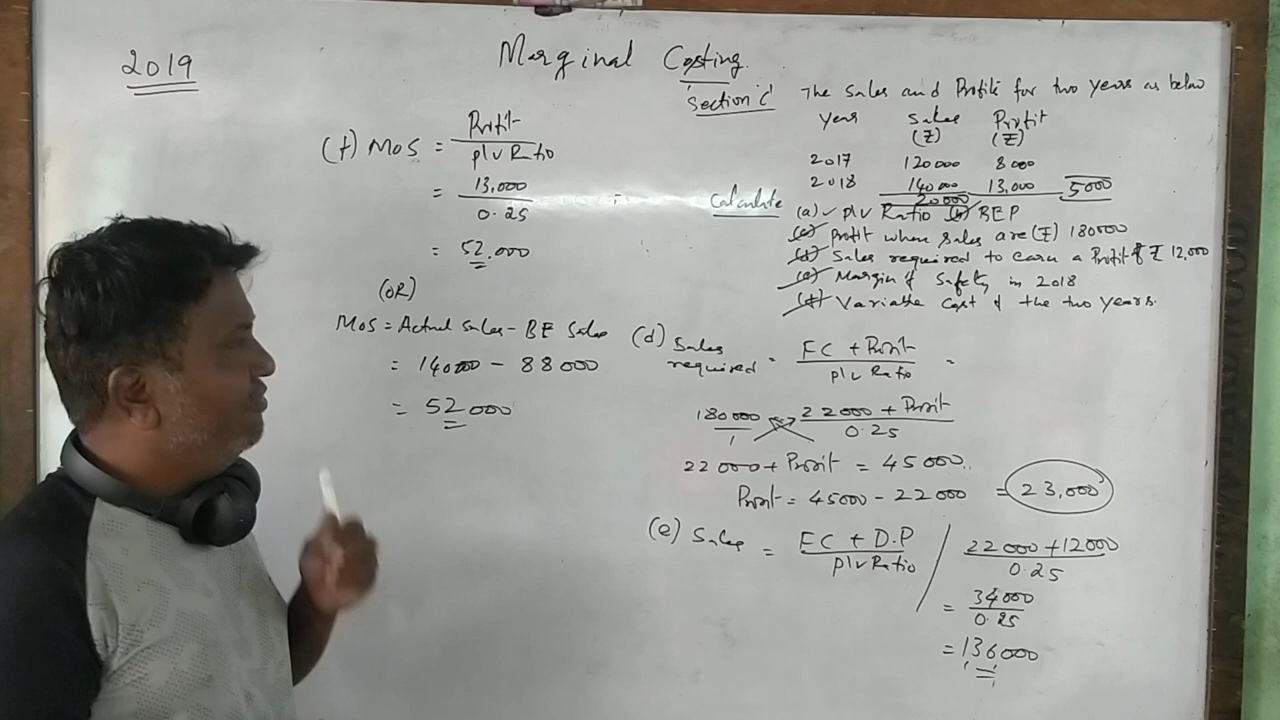 2019
Marginal Costing.
Section 'C'
The Sales and Profits for two years as below
Years Sales (₹) Profit (₹)
2017 120000 8000
2018 140000 13,000 5000
20000
Calculate (a) P/V Ratio (b) BEP
(c) Profit when sales are (₹) 180000
(d) Sales required to earn a Profit of ₹ 12,000
(e) Margin of Safety in 2018
(f) Variable Cost of the two years.
(f) MOS = Profit / P/V Ratio
= 13,000 / 0.25
= 52,000
(OR)
MOS = Actual Sales - BE Sales
= 140000 - 88000
= 52000
(d) Sales required = FC + Profit / P/V Ratio =
180000 / 1 22000 + Profit / 0.25
22000 + Profit = 45000.
Profit = 45000 - 22000 = 23,000
(e) Sales = FC + D.P / P/V Ratio
22000 + 12000 / 0.25
= 34000 / 0.25
= 136000